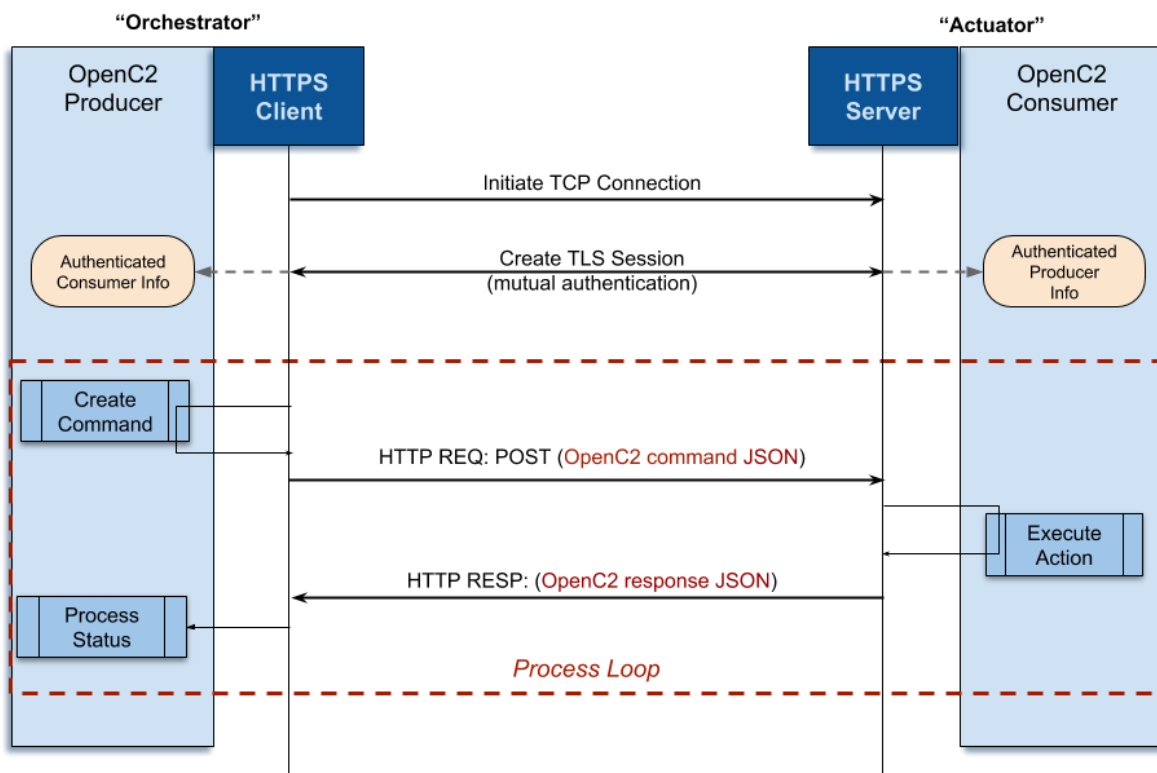 “Orchestrator”
“Actuator”
OpenC2
Producer
HTTPS
Client
HTTPS
Server
OpenC2
Consumer
Initiate TCP Connection
Authenticated
Consumer Info
Create TLS Session
(mutual authentication)
Authenticated
Producer
Info
Create
Command
HTTP REQ: POST (OpenC2 command JSON)
Execute
Action
HTTP RESP: (OpenC2 response JSON)
Process
Status
Process Loop